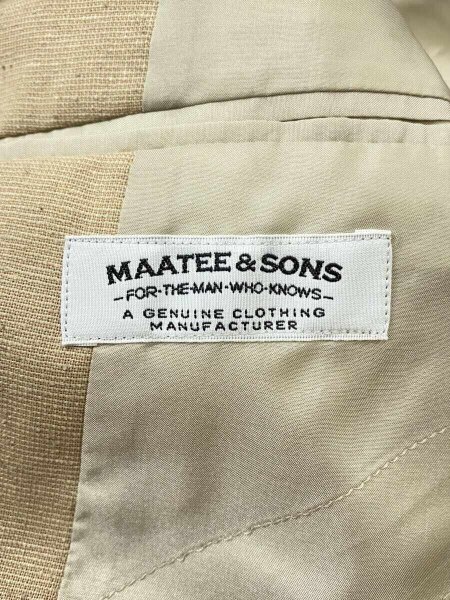 MAATEE & SONS
-FOR-THE-MAN-WHO-KNOWS-
A GENUINE CLOTHING
MANUFACTURER